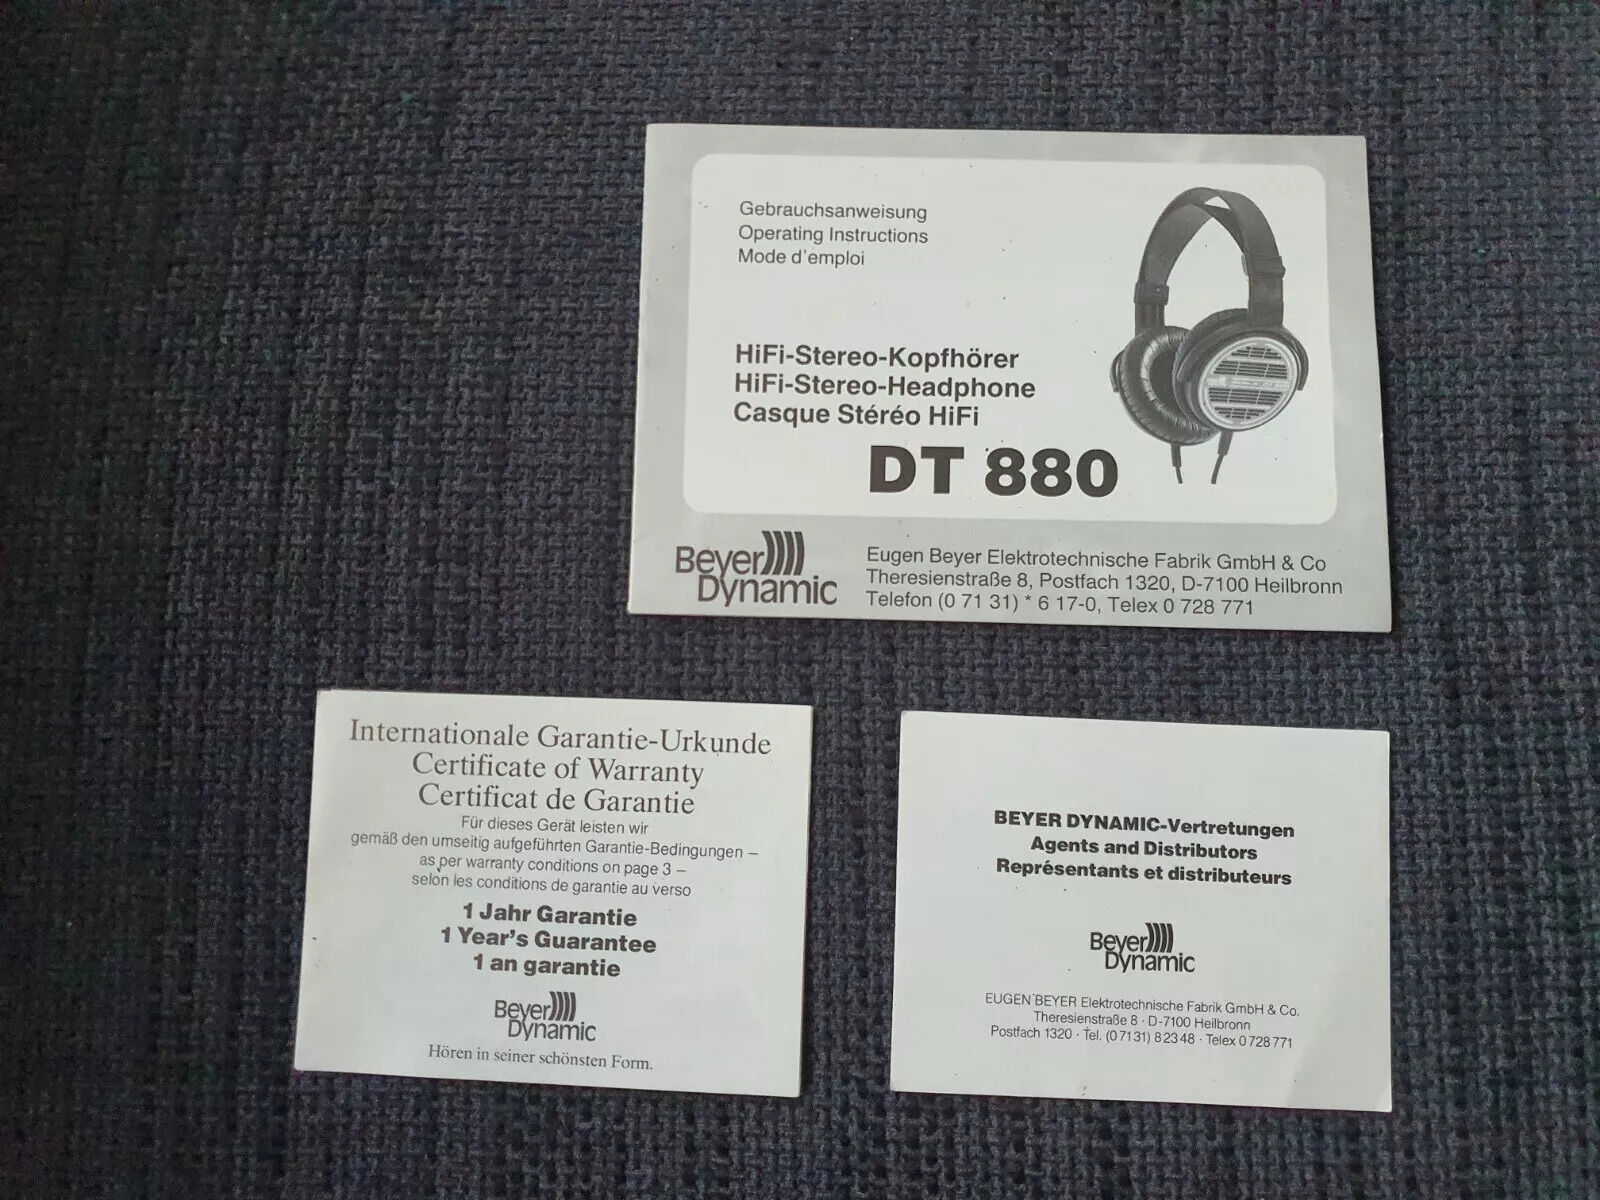 Gebrauchsanweisung
Operating Instructions
Mode d'emploi
HiFi-Stereo-Kopfhörer
HiFi-Stereo-Headphone
Casque Stéréo HiFi
DT 880
Beyer
Dynamic
Eugen Beyer Elektrotechnische Fabrik GmbH & Co
Theresienstraße 8, Postfach 1320, D-7100 Heilbronn
Telefon (0 71 31) * 6 17-0, Telex 0 728 771
Internationale Garantie-Urkunde
Certificate of Warranty
Certificat de Garantie
Für dieses Gerät leisten wir
gemäß den umseitig aufgeführten Garantie-Bedingungen –
as per warranty conditions on page 3 –
selon les conditions de garantie au verso
1 Jahr Garantie
1 Year's Guarantee
1 an garantie
Beyer
Dynamic
Hören in seiner schönsten Form.
BEYER DYNAMIC-Vertretungen
Agents and Distributors
Représentants et distributeurs
Beyer
Dynamic
EUGEN BEYER Elektrotechnische Fabrik GmbH & Co.
Theresienstraße 8 · D-7100 Heilbronn
Postfach 1320 · Tel. (07131) 82348 · Telex 0728771